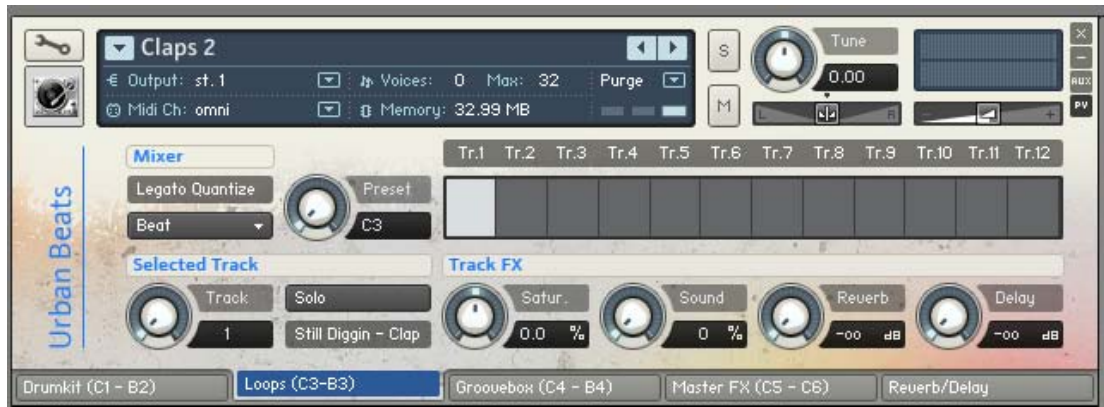 Claps 2
S
Tune
×
Output: st. 1
Voices: 0 Max: 32
Purge
0.00
AUX
Midi Ch: omni
Memory: 32.99 MB
M
L
R
-
+
PV
Urban Beats
Mixer
Tr.1 Tr.2 Tr.3 Tr.4 Tr.5 Tr.6 Tr.7 Tr.8 Tr.9 Tr.10 Tr.11 Tr.12
Legato Quantize
Preset
Beat
C3
Selected Track
Track FX
Track
Solo
Satur.
Sound
Reverb
Delay
1
Still Diggin - Clap
0.0 %
0 %
-oo dB
-oo dB
Drumkit (C1 - B2)
Loops (C3-B3)
Groovebox (C4 - B4)
Master FX (C5 - C6)
Reverb/Delay